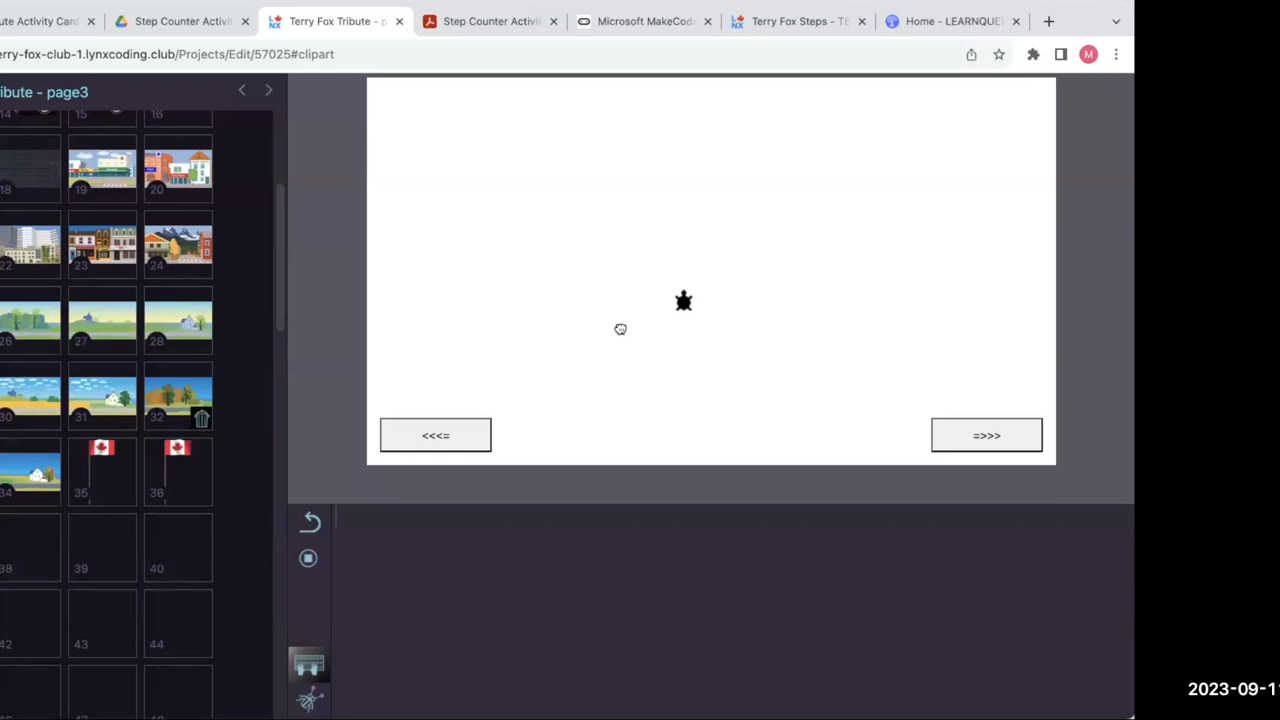 ute Activity Card
Step Counter Activi
Terry Fox Tribute - p
Step Counter Activi
Microsoft MakeCod
Terry Fox Steps - TE
Home - LEARNQUE
erry-fox-club-1.lynxcoding.club/Projects/Edit/57025#clipart
M
ibute - page3
14
15
16
18
19
20
22
23
24
26
27
28
30
31
32
34
35
36
38
39
40
42
43
44
<<<=
=>>>
2023-09-1